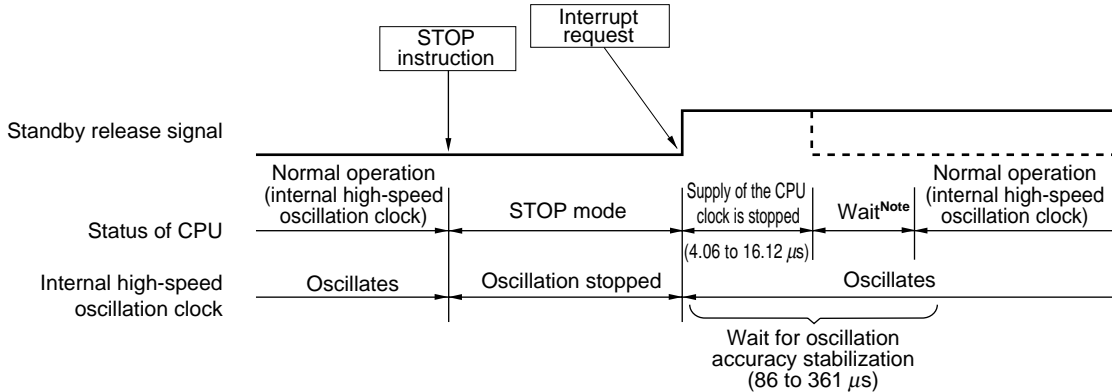 STOP
instruction
Interrupt
request
Standby release signal
Normal operation
(internal high-speed
oscillation clock)
STOP mode
Supply of the CPU
clock is stopped
(4.06 to 16.12 μs)
WaitNote
Normal operation
(internal high-speed
oscillation clock)
Status of CPU
Internal high-speed
oscillation clock
Oscillates
Oscillation stopped
Oscillates
Wait for oscillation
accuracy stabilization
(86 to 361 μs)